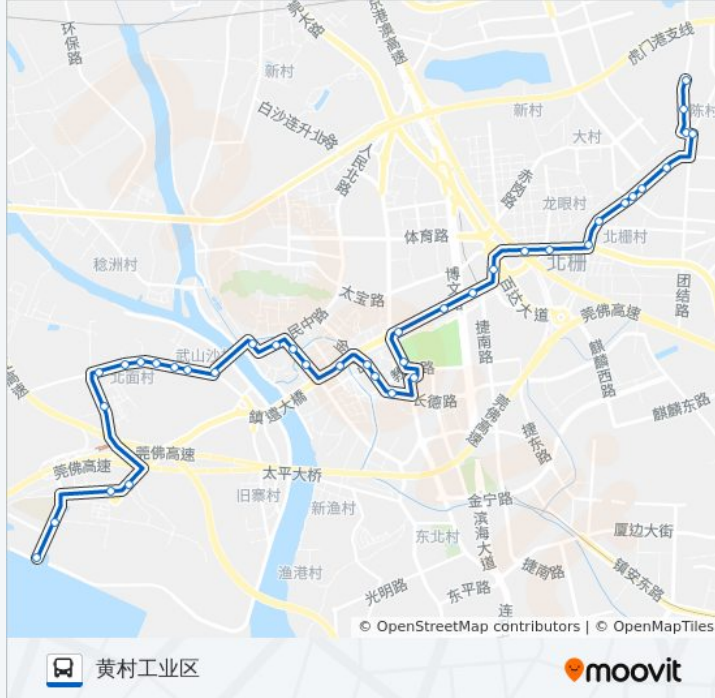 环保路
莞大路
京港澳高速
虎门港支线
新村
陈村
白沙连升北路
新村
大村
人民北路
赤岗路
龙眼村
体育路
北栅村
北栅
稔洲村
团结路
太宝路
博文
百达大道
莞佛高速
民中路
捷南路
武山沙
麒麟西路
北面村
路
长德路
麒麟东路
镇远大桥
莞佛高速
捷东路
莞佛高速
莞佛高速
太平大桥
旧寨村
新渔村
金宁路
滨海大道
东北村
厦边大街
渔港村
捷南路
镇安东路
光明路
东平路
连
© OpenStreetMap contributors | © OpenMapTiles
黄村工业区
moovit